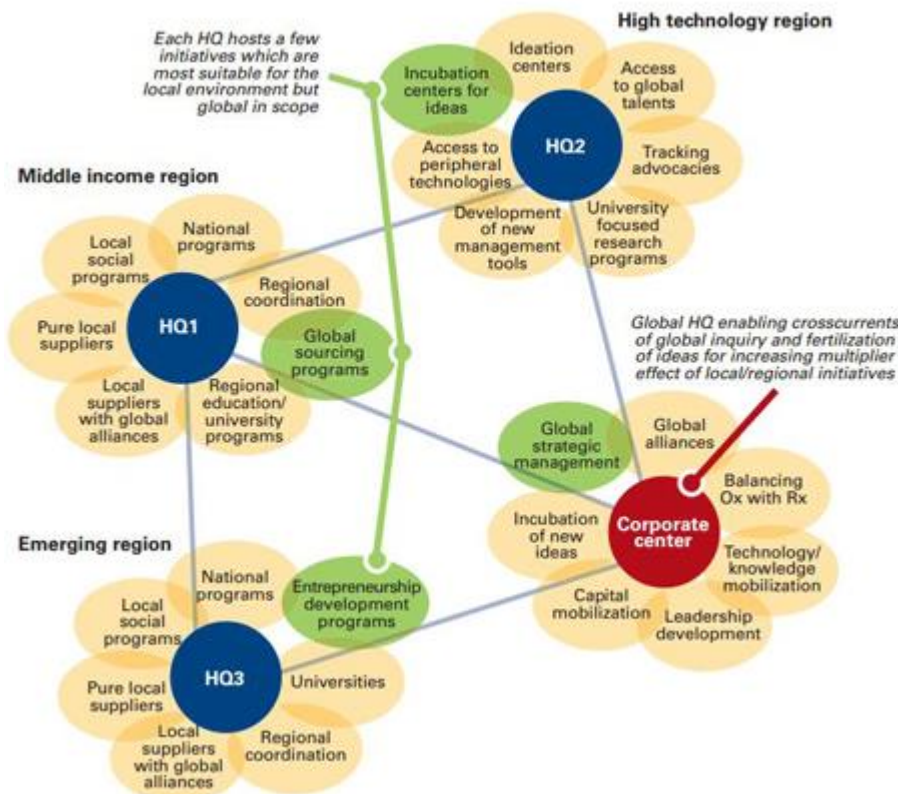 High technology region
Each HQ hosts a few
initiatives which are
most suitable for the
local environment but
global in scope
Incubation
centers for
ideas
Ideation
centers
Access
to global
talents
HQ2
Access to
peripheral
technologies
Tracking
advocacies
Development
of new
management
tools
University
focused
research
programs
Middle income region
Local
social
programs
National
programs
Regional
coordination
HQ1
Pure local
suppliers
Global
sourcing
programs
Local
suppliers
with global
alliances
Regional
education/
university
programs
Global HQ enabling crosscurrents
of global inquiry and fertilization
of ideas for increasing multiplier
effect of local/regional initiatives
Global
strategic
management
Global
alliances
Balancing
Ox with Rx
Incubation
of new
ideas
Corporate
center
Technology/
knowledge
mobilization
Capital
mobilization
Leadership
development
Emerging region
National
programs
Entrepreneurship
development
programs
Local
social
programs
HQ3
Universities
Pure local
suppliers
Local
suppliers
with global
alliances
Regional
coordination